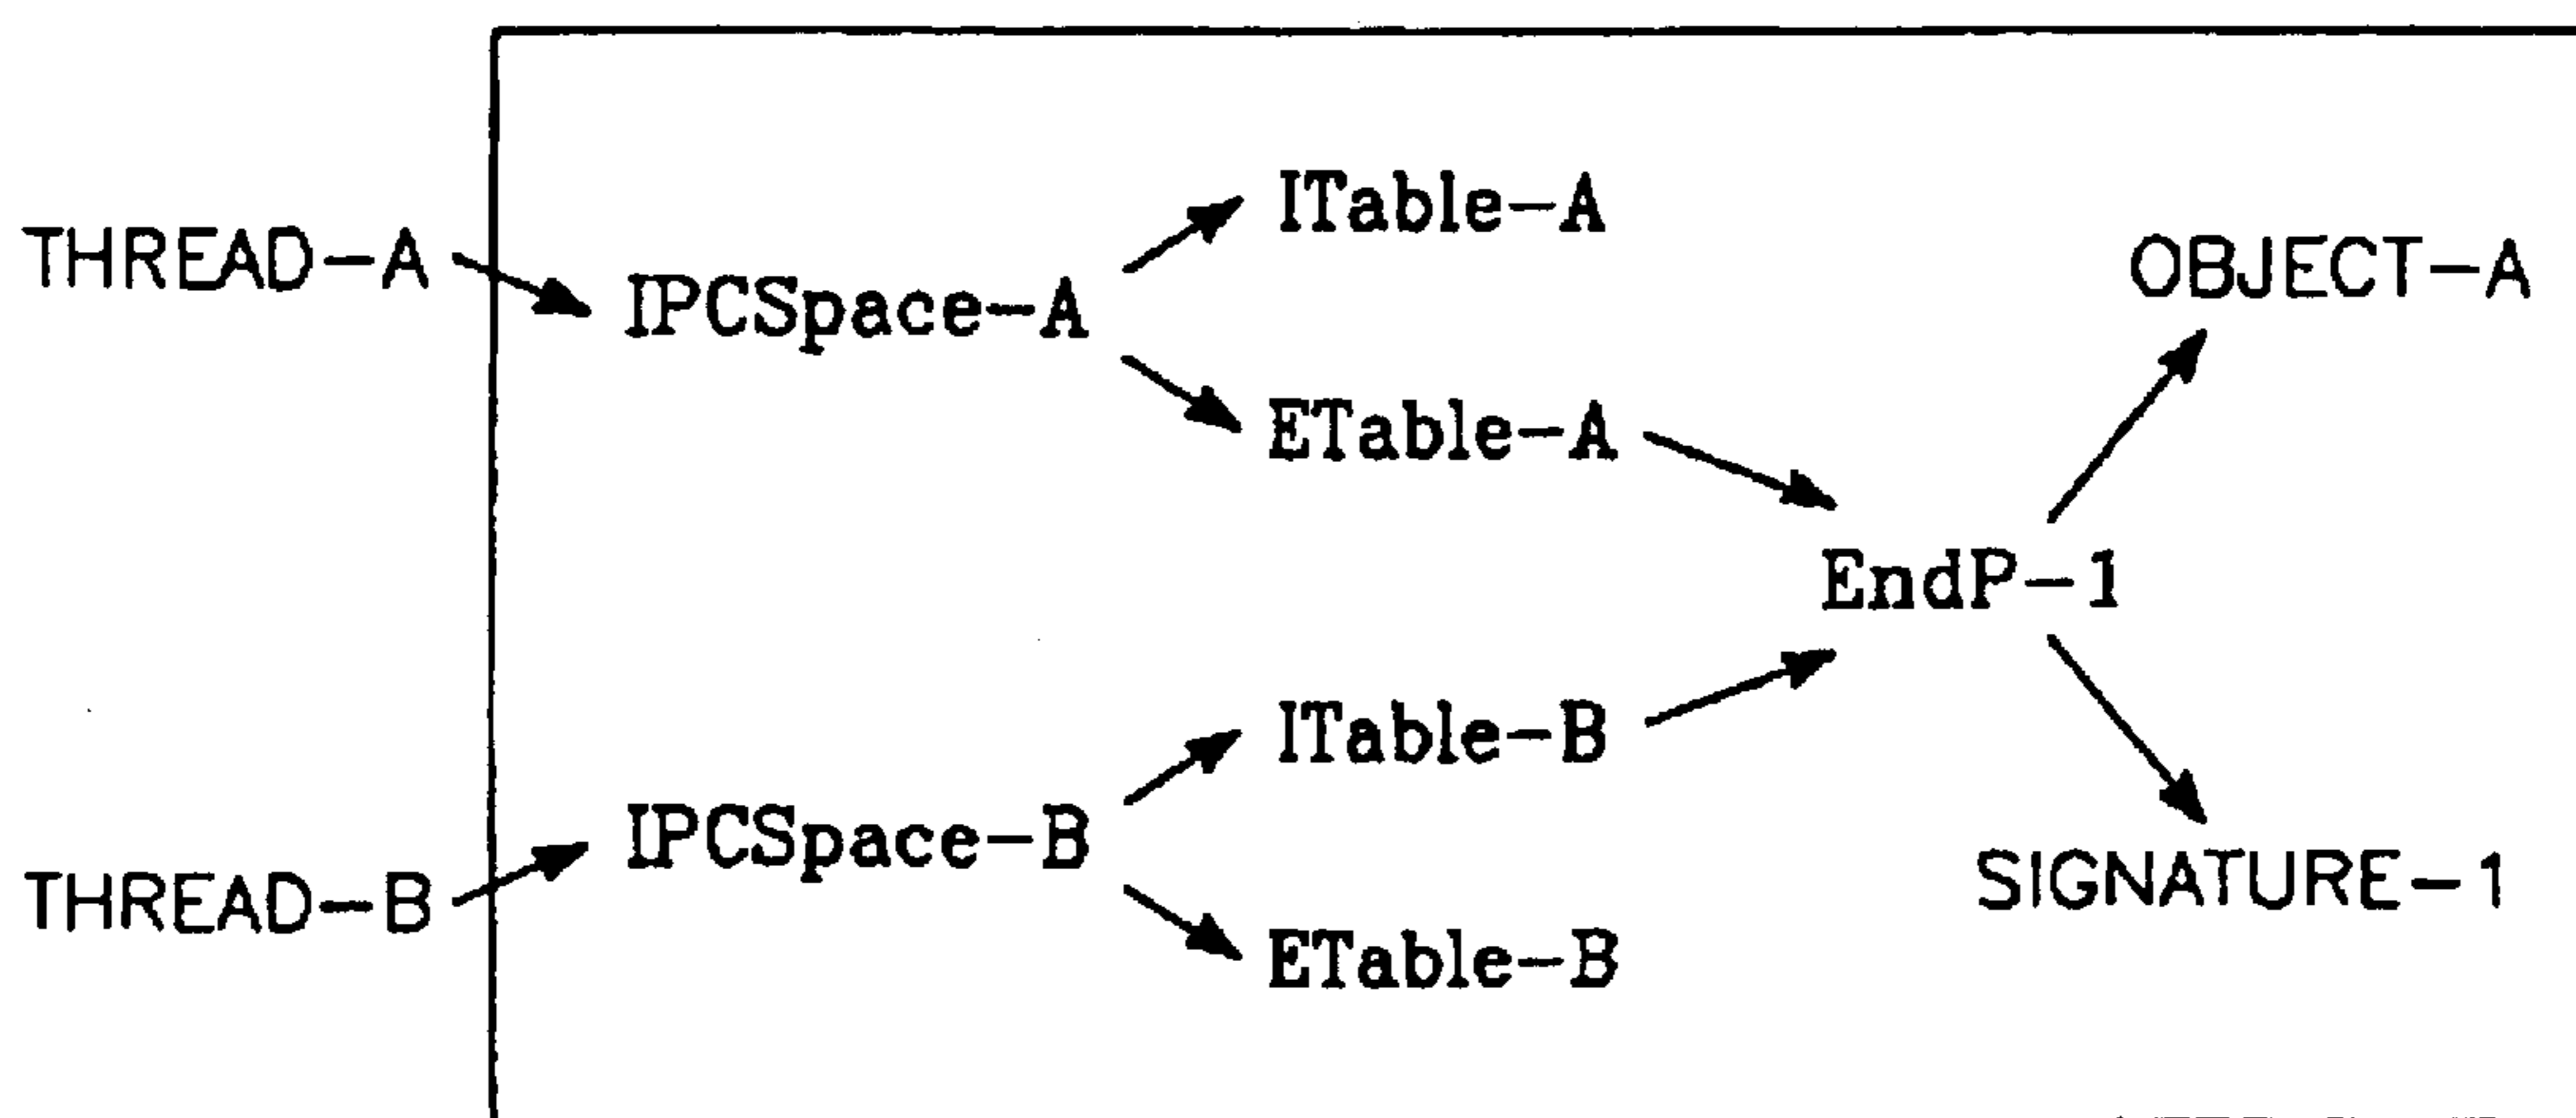 ITable-A
THREAD-A
OBJECT-A
IPCSpace-A
ETable-A
EndP-1
ITable-B
IPCSpace-B
THREAD-B
SIGNATURE-1
ETable-B